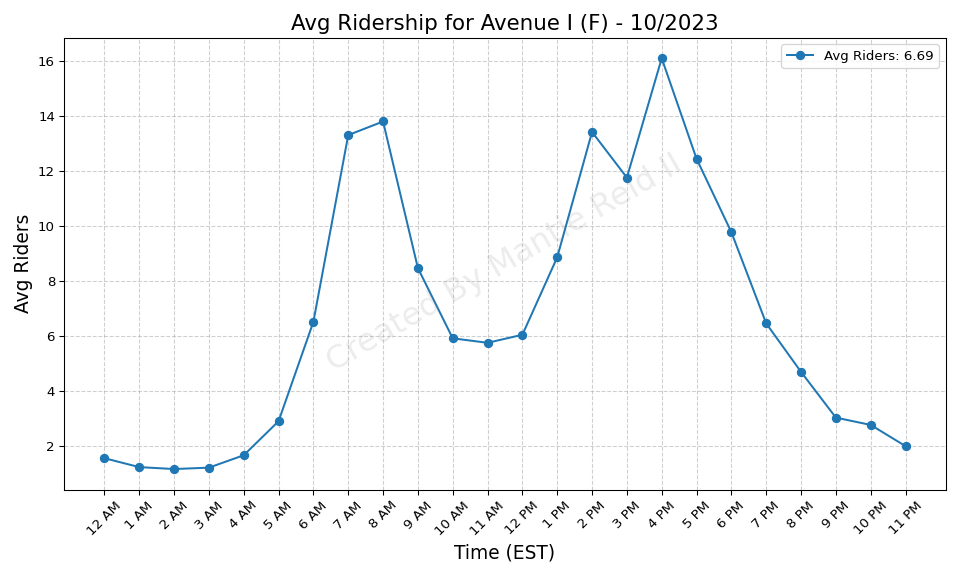 Avg Ridership for Avenue I (F) - 10/2023
Avg Riders: 6.69
Avg Riders
16
14
12
10
8
6
4
2
Created By Mantie Reid II
12 AM
1 AM
2 AM
3 AM
4 AM
5 AM
6 AM
7 AM
8 AM
9 AM
10 AM
11 AM
12 PM
1 PM
2 PM
3 PM
4 PM
5 PM
6 PM
7 PM
8 PM
9 PM
10 PM
11 PM
Time (EST)